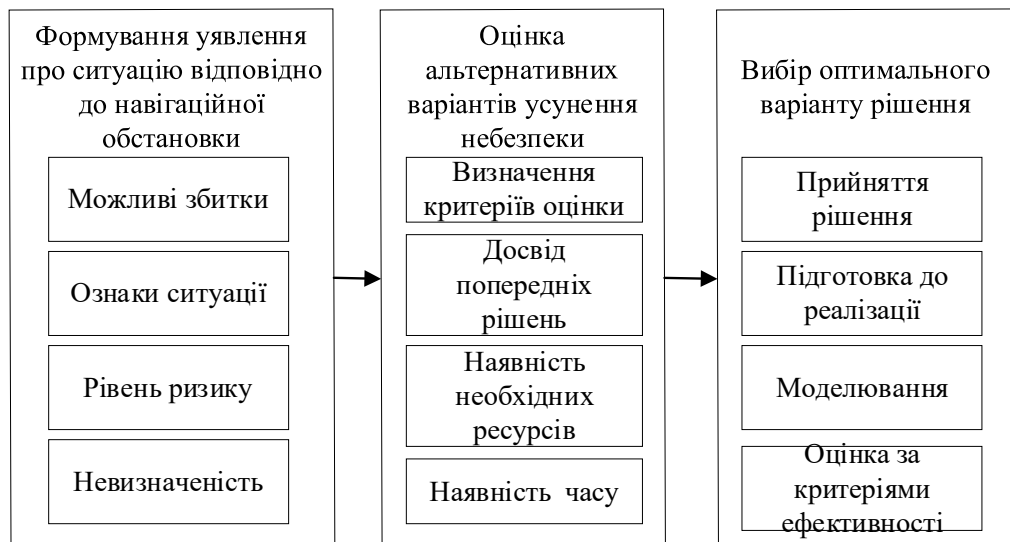 Формування уявлення
про ситуацію відповідно
до навігаційної
обстановки
Можливі збитки
Ознаки ситуації
Рівень ризику
Невизначеність
Оцінка
альтернативних
варіантів усунення
небезпеки
Визначення
критеріїв оцінки
Досвід
попередніх
рішень
Наявність
необхідних
ресурсів
Наявність часу
Вибір оптимального
варіанту рішення
Прийняття
рішення
Підготовка до
реалізації
Моделювання
Оцінка за
критеріями
ефективності